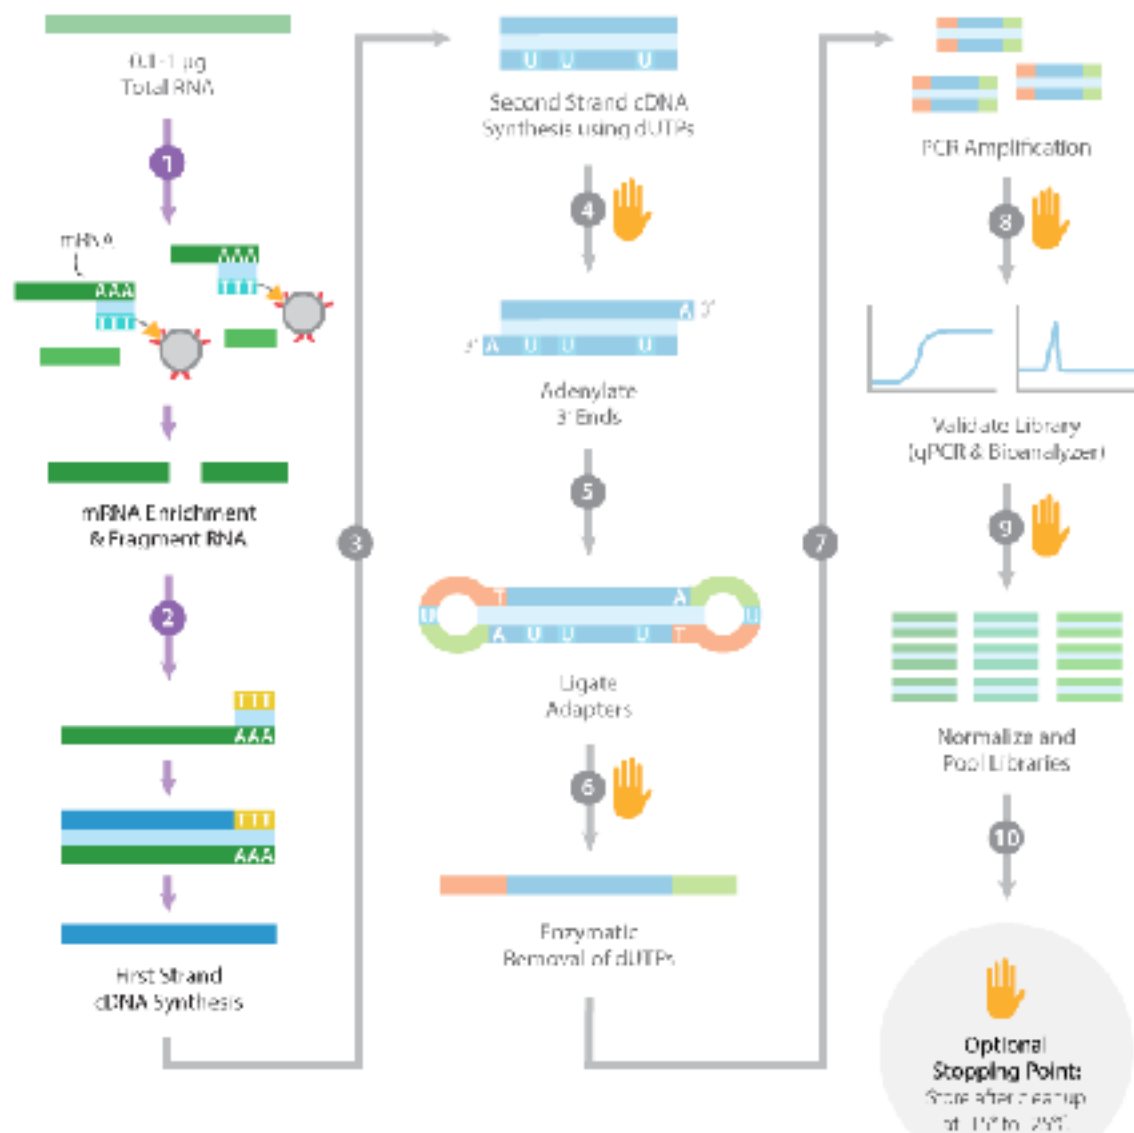 0.1-1 µg
Total RNA
1
mRNA
AAA
TTT
AAA
TTT
mRNA Enrichment
& Fragment RNA
2
TTT
AAA
TTT
AAA
First Strand
cDNA Synthesis
3
U U U
Second Strand cDNA
Synthesis using dUTPs
4
A 3'
3' A U U U
Adenylate
3' Ends
5
T A
U U
A U U U T
Ligate
Adapters
6
Enzymatic
Removal of dUTPs
7
PCR Amplification
8
Validate Library
(qPCR & Bioanalyzer)
9
Normalize and
Pool Libraries
10
Optional
Stopping Point:
Store after cleanup